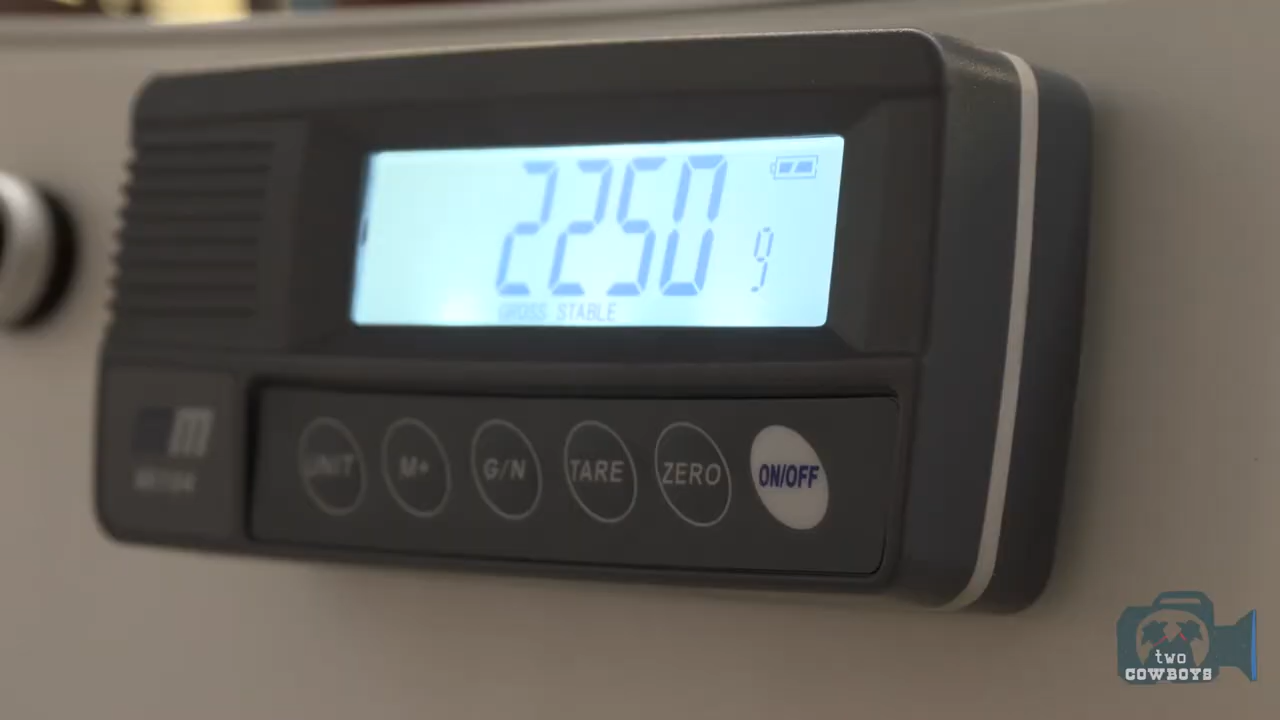 2250 g
GROSS STABLE
m
UNIT M+ G/N TARE ZERO ON/OFF
two
COWBOYS